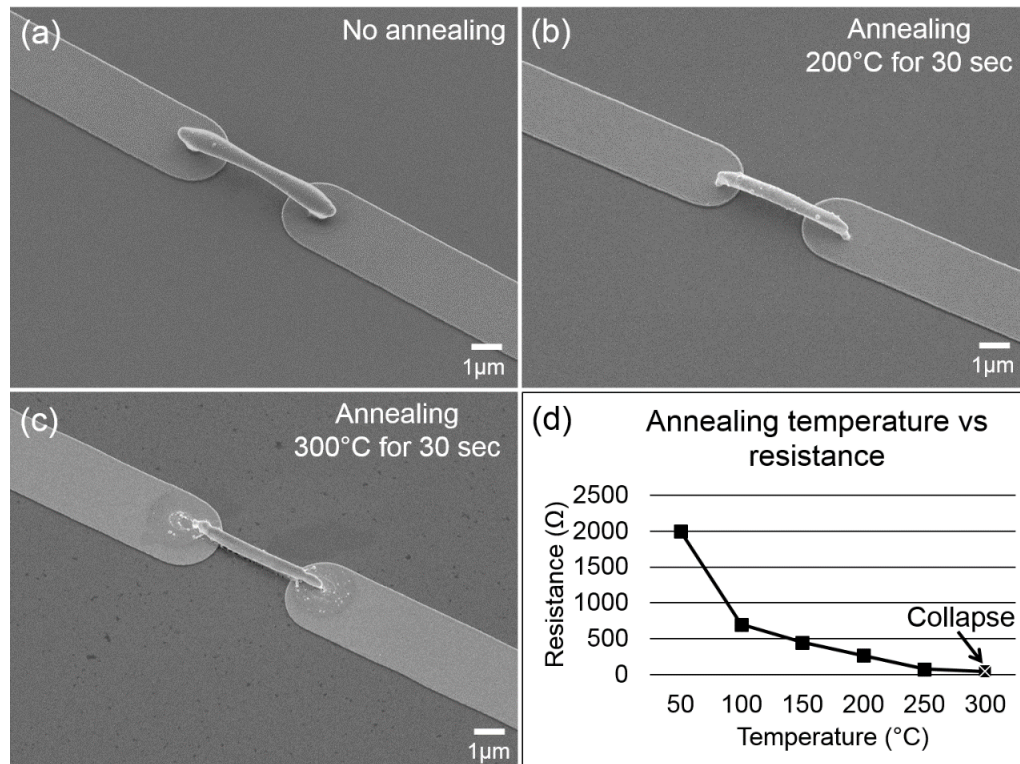 (a)
No annealing
1μm
(b)
Annealing
200°C for 30 sec
1μm
(c)
Annealing
300°C for 30 sec
1μm
(d)
Annealing temperature vs
resistance
Resistance (Ω)
2500
2000
1500
1000
500
0
Collapse
50 100 150 200 250 300
Temperature (°C)